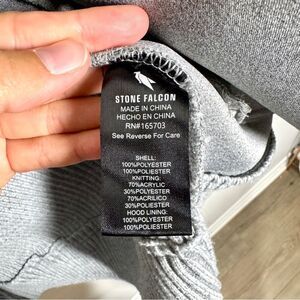 STONE FALCON
MADE IN CHINA
HECHO EN CHINA
RN#165703
See Reverse For Care
SHELL:
100%POLYESTER
100%POLIESTER
KNITTING:
70%ACRYLIC
30%POLYESTER
70%ACRILICO
30%POLIESTER
HOOD LINING:
100%POLYESTER
100%POLIESTER